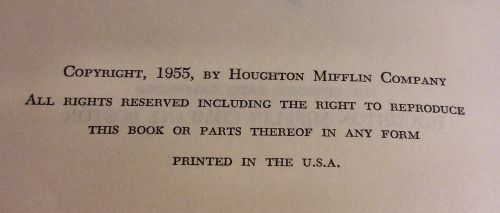 Copyright, 1955, by Houghton Mifflin Company
All rights reserved including the right to reproduce
this book or parts thereof in any form
printed in the U.S.A.